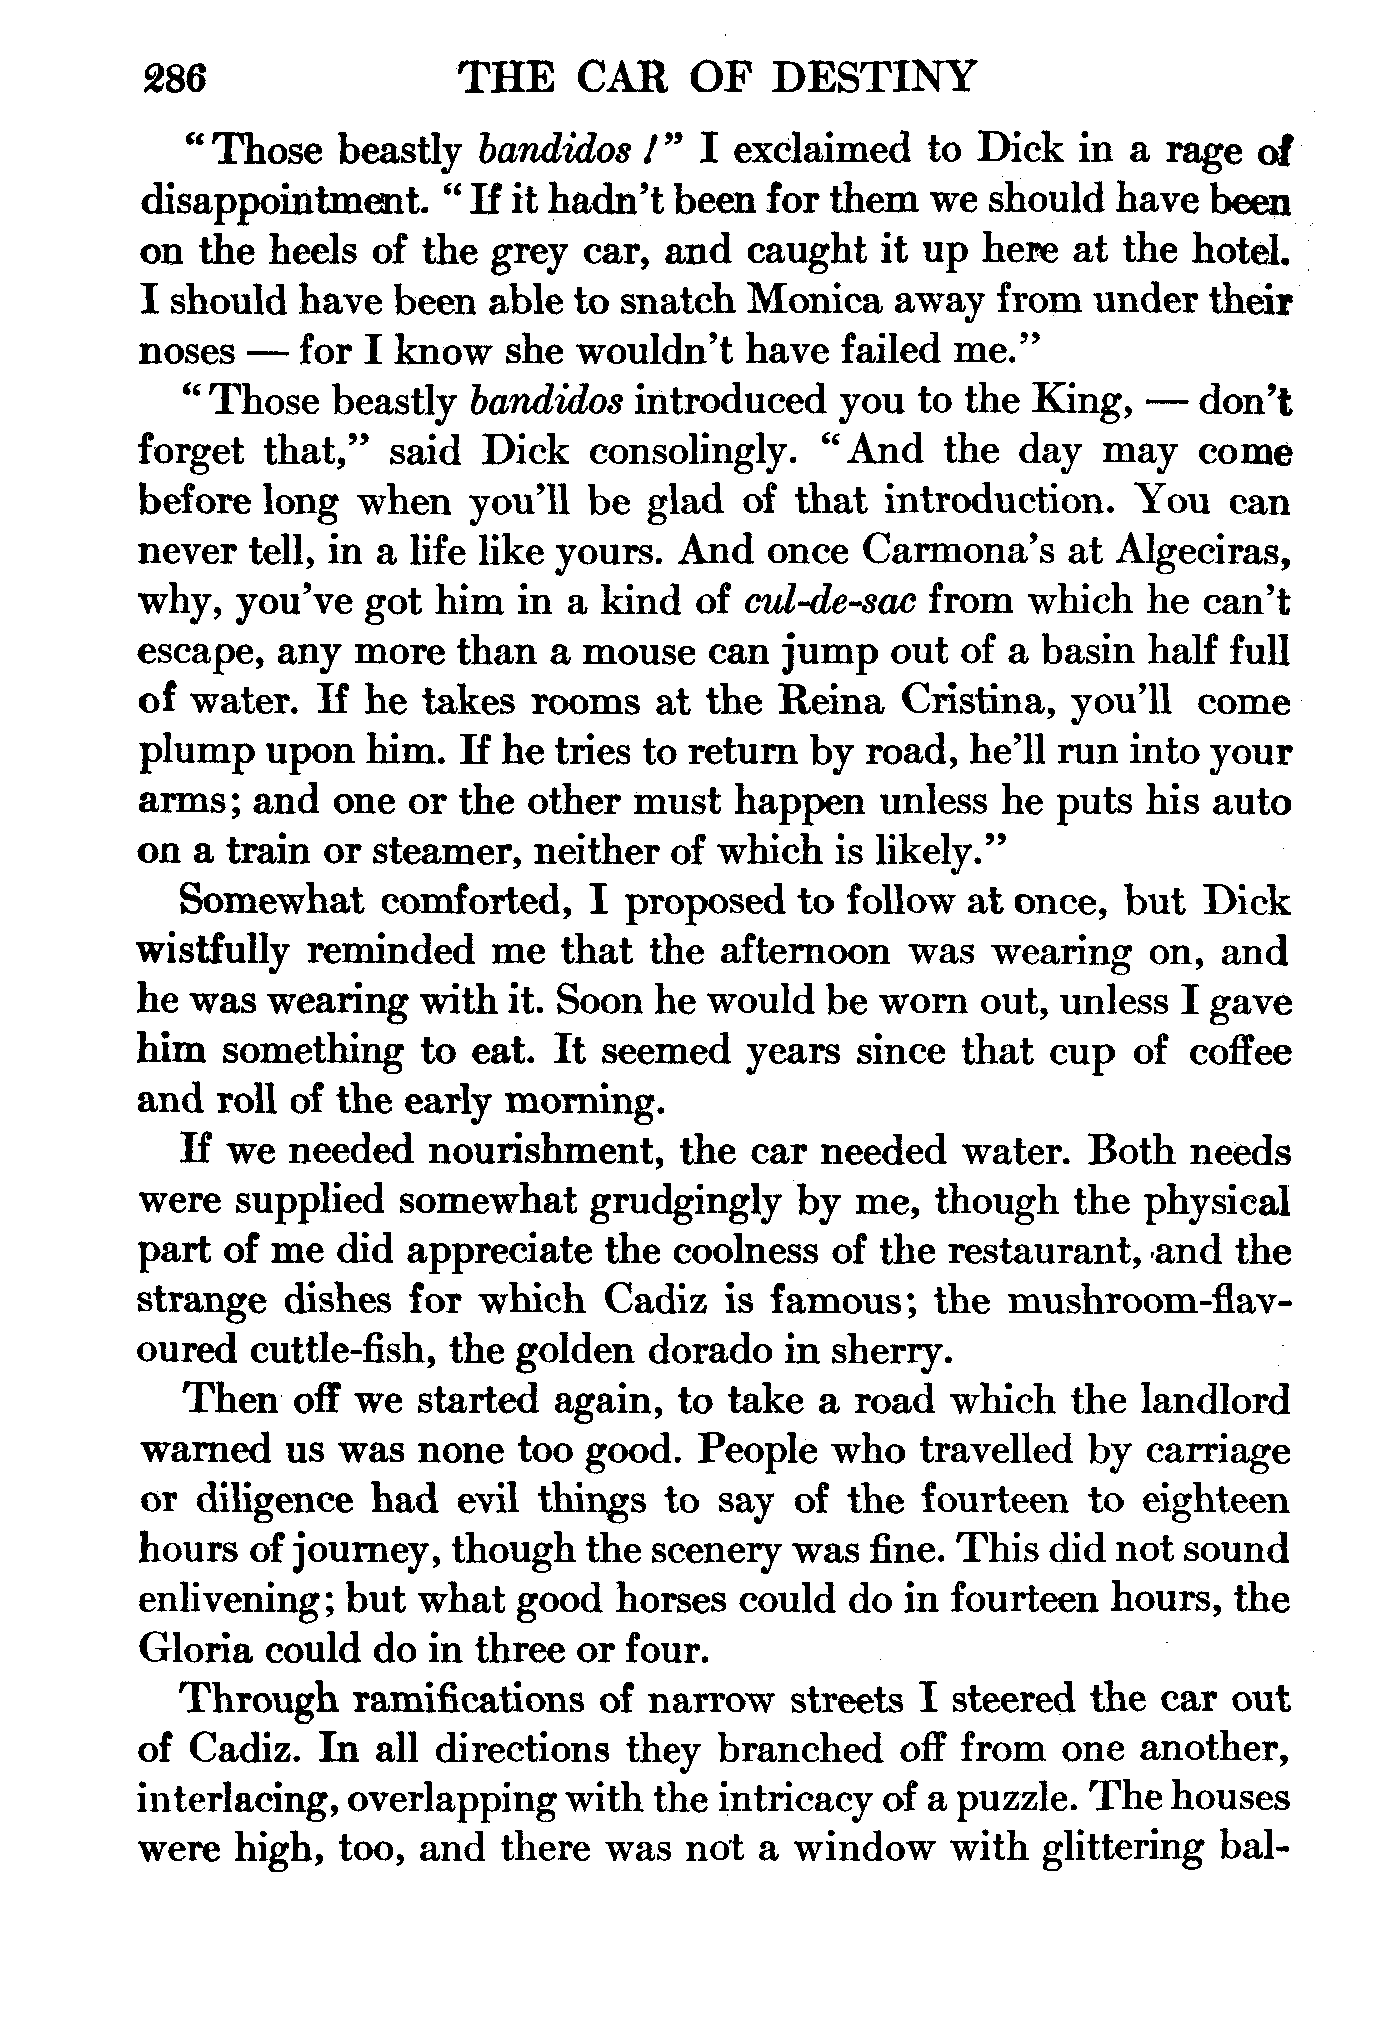 286 THE CAR OF DESTINY
"Those beastly bandidos!" I exclaimed to Dick in a rage of
disappointment. "If it hadn't been for them we should have been
on the heels of the grey car, and caught it up here at the hotel.
I should have been able to snatch Monica away from under their
noses — for I know she wouldn't have failed me."
"Those beastly bandidos introduced you to the King, — don't
forget that," said Dick consolingly. "And the day may come
before long when you'll be glad of that introduction. You can
never tell, in a life like yours. And once Carmona's at Algeciras,
why, you've got him in a kind of cul-de-sac from which he can't
escape, any more than a mouse can jump out of a basin half full
of water. If he takes rooms at the Reina Cristina, you'll come
plump upon him. If he tries to return by road, he'll run into your
arms; and one or the other must happen unless he puts his auto
on a train or steamer, neither of which is likely."
Somewhat comforted, I proposed to follow at once, but Dick
wistfully reminded me that the afternoon was wearing on, and
he was wearing with it. Soon he would be worn out, unless I gave
him something to eat. It seemed years since that cup of coffee
and roll of the early morning.
If we needed nourishment, the car needed water. Both needs
were supplied somewhat grudgingly by me, though the physical
part of me did appreciate the coolness of the restaurant, and the
strange dishes for which Cadiz is famous; the mushroom-flav-
oured cuttle-fish, the golden dorado in sherry.
Then off we started again, to take a road which the landlord
warned us was none too good. People who travelled by carriage
or diligence had evil things to say of the fourteen to eighteen
hours of journey, though the scenery was fine. This did not sound
enlivening; but what good horses could do in fourteen hours, the
Gloria could do in three or four.
Through ramifications of narrow streets I steered the car out
of Cadiz. In all directions they branched off from one another,
interlacing, overlapping with the intricacy of a puzzle. The houses
were high, too, and there was not a window with glittering bal-